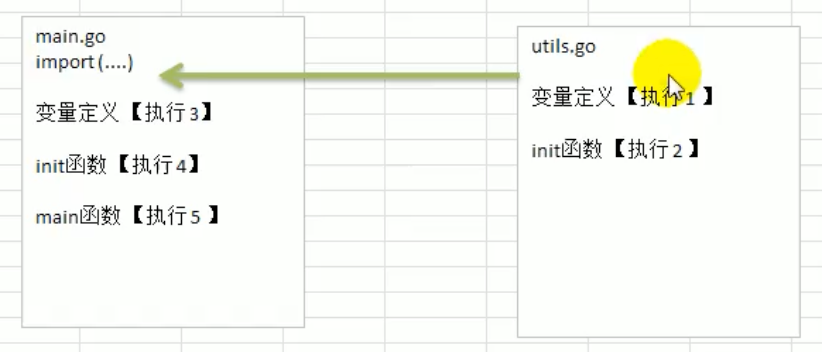 main.go
import(....)
变量定义【执行3】
init函数【执行4】
main函数【执行5 】
utils.go
变量定义【执行1 】
init函数【执行2 】